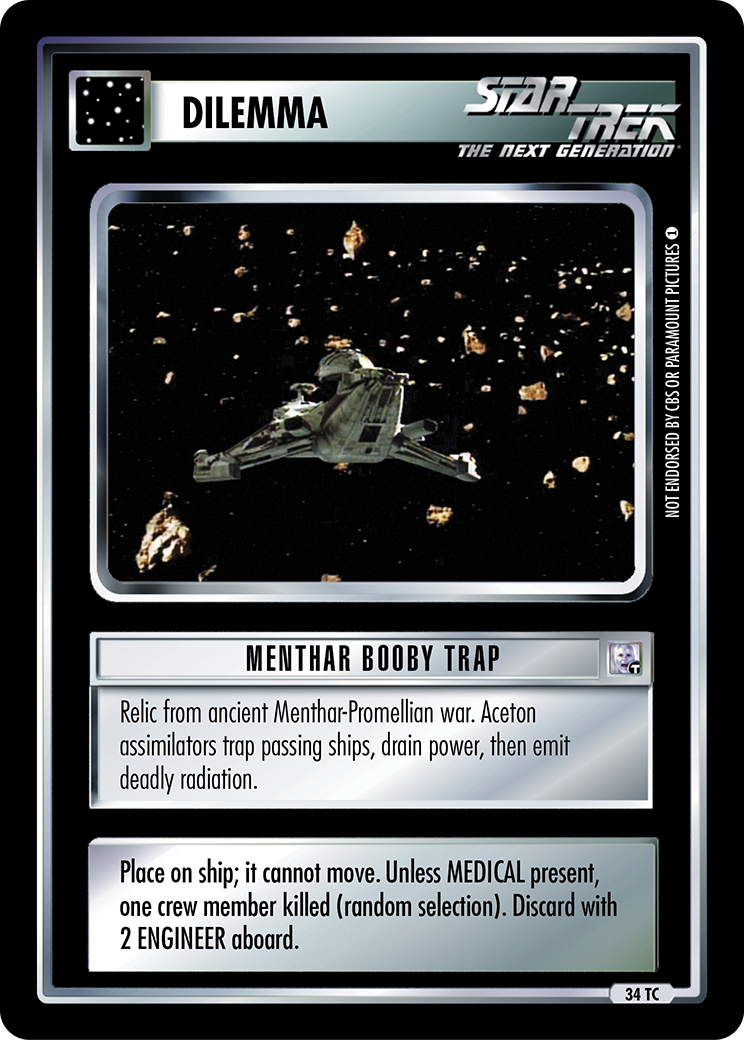 DILEMMA
STAR TREK
THE NEXT GENERATION®
NOT ENDORSED BY CBS OR PARAMOUNT PICTURES 1
MENTHAR BOOBY TRAP
T
Relic from ancient Menthar-Promellian war. Aceton
assimilators trap passing ships, drain power, then emit
deadly radiation.
Place on ship; it cannot move. Unless MEDICAL present,
one crew member killed (random selection). Discard with
2 ENGINEER aboard.
34 TC